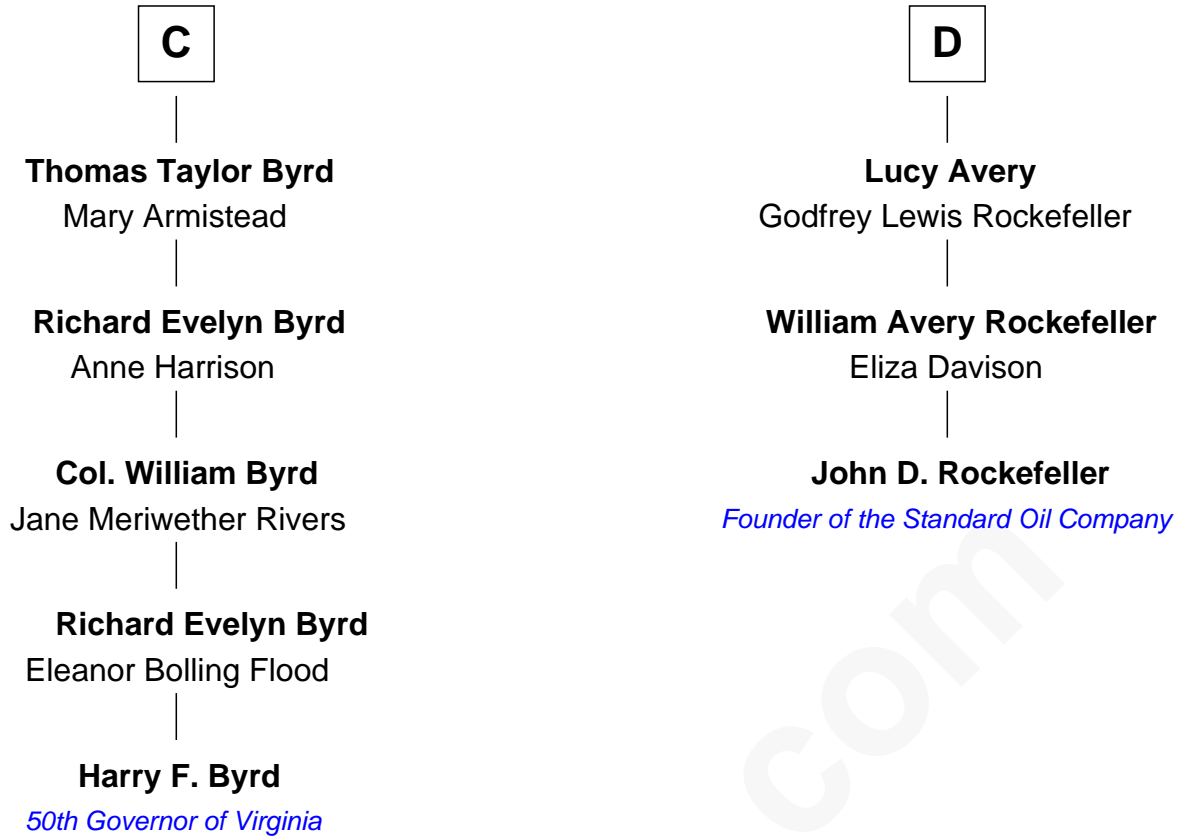 C
Thomas Taylor Byrd
Mary Armistead
Richard Evelyn Byrd
Anne Harrison
Col. William Byrd
Jane Meriwether Rivers
Richard Evelyn Byrd
Eleanor Bolling Flood
Harry F. Byrd
50th Governor of Virginia
D
Lucy Avery
Godfrey Lewis Rockefeller
William Avery Rockefeller
Eliza Davison
John D. Rockefeller
Founder of the Standard Oil Company
com